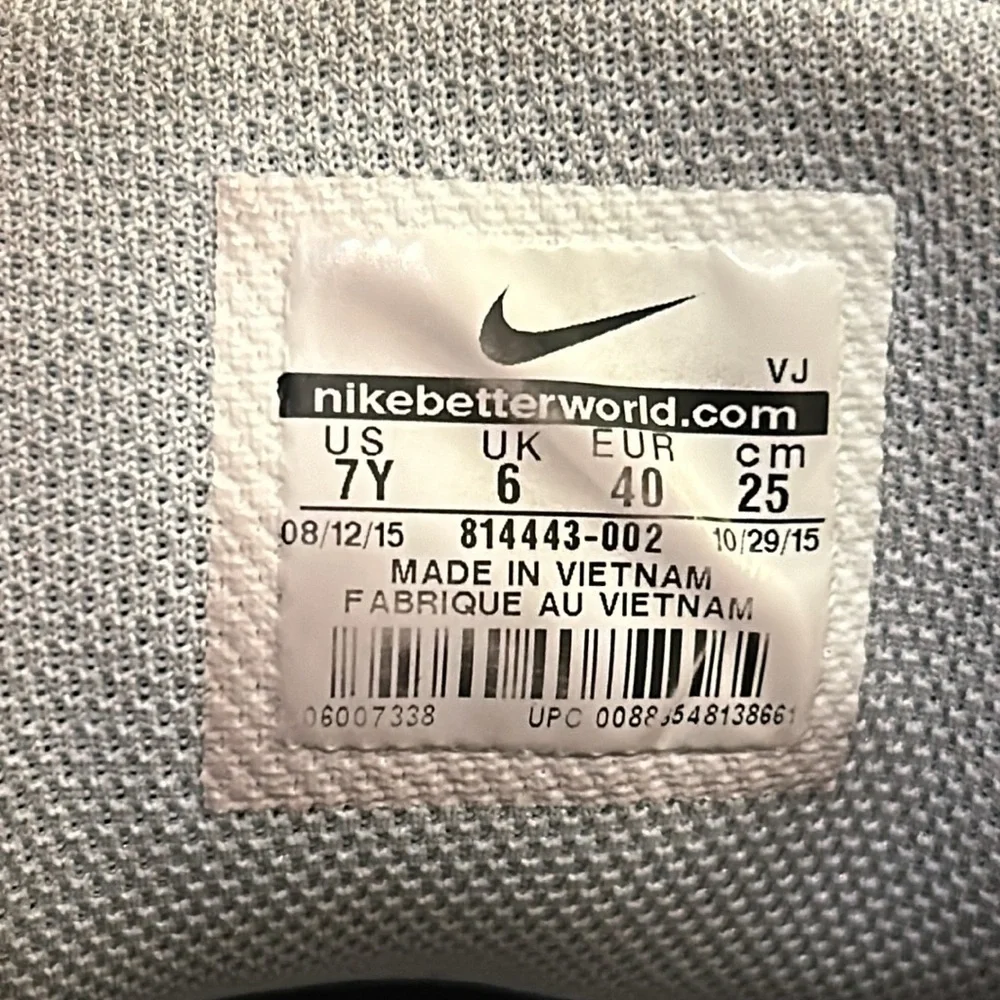 VJ
nikebetterworld.com
US UK EUR cm
7Y 6 40 25
08/12/15 814443-002 10/29/15
MADE IN VIETNAM
FABRIQUE AU VIETNAM
06007338 UPC